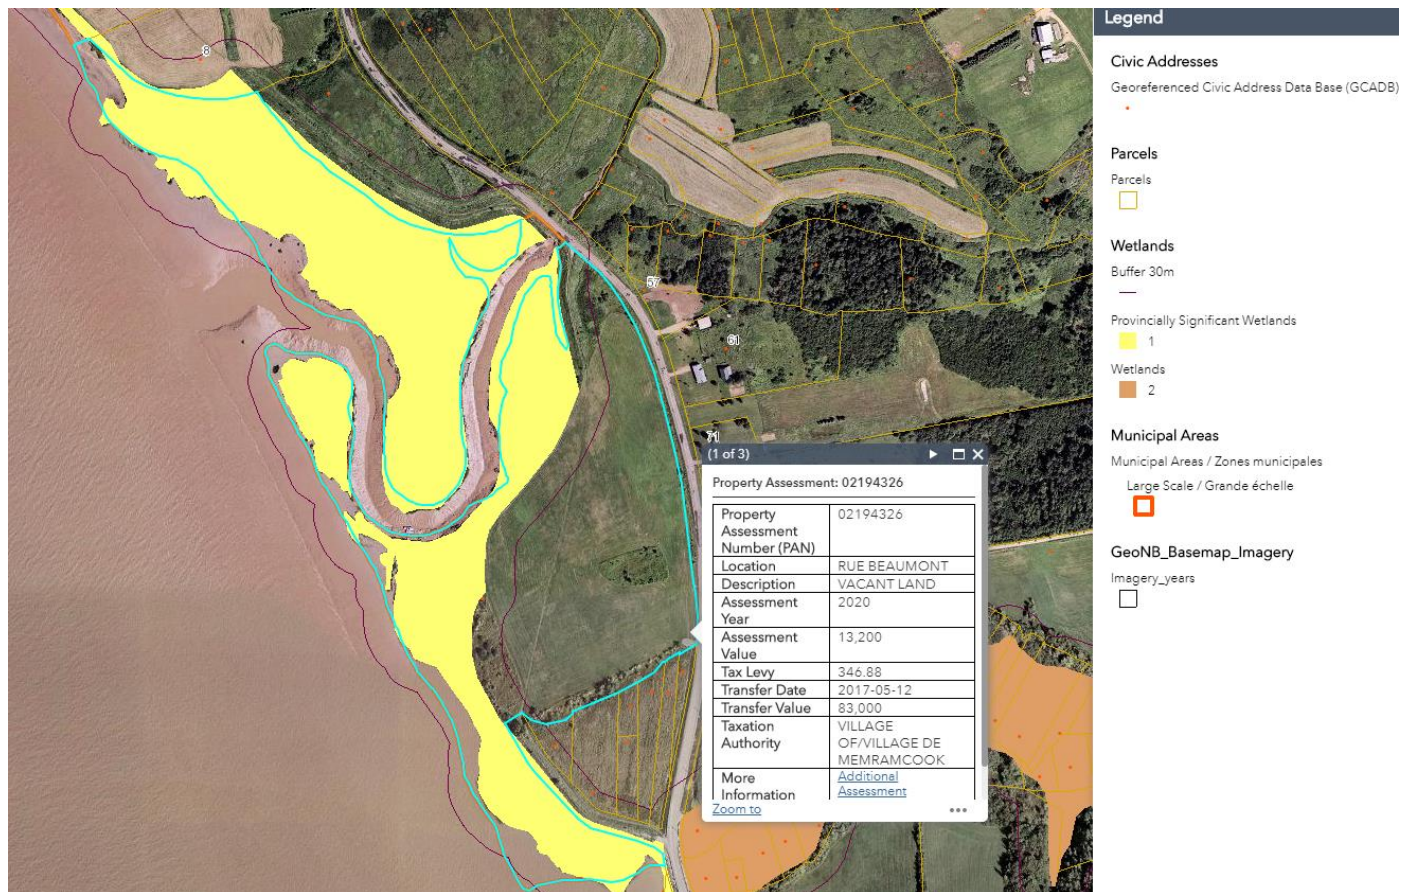 Legend
Civic Addresses
Georeferenced Civic Address Data Base (GCADB)
Parcels
Parcels
Wetlands
Buffer 30m
Provincially Significant Wetlands
1
Wetlands
2
Municipal Areas
Municipal Areas / Zones municipales
Large Scale / Grande échelle
GeoNB_Basemap_Imagery
Imagery_years
8
57
61
71
(1 of 3)
Property Assessment: 02194326
Property Assessment Number (PAN) 02194326
Location RUE BEAUMONT
Description VACANT LAND
Assessment Year 2020
Assessment Value 13,200
Tax Levy 346.88
Transfer Date 2017-05-12
Transfer Value 83,000
Taxation Authority VILLAGE OF/VILLAGE DE MEMRAMCOOK
More Information Additional Assessment
Zoom to